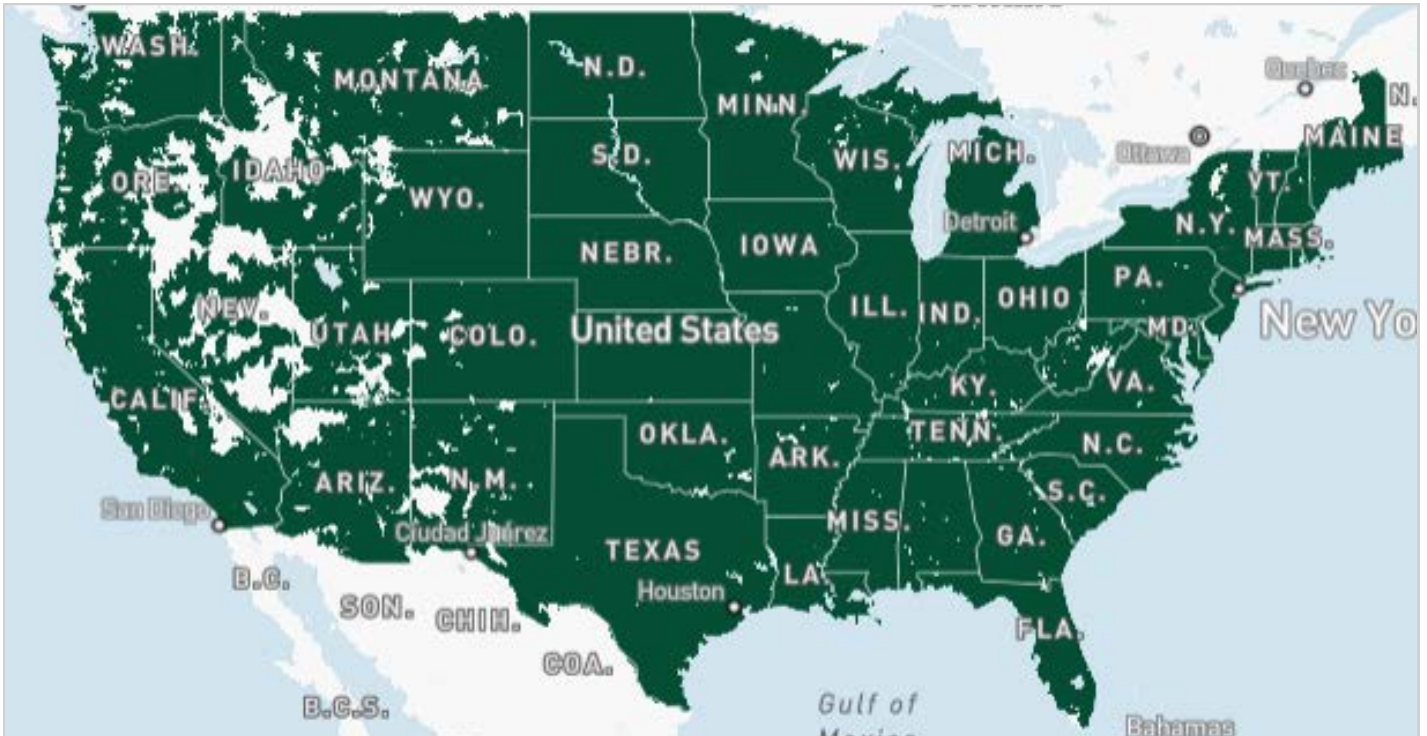 Quebec
N.
WASH.
MONTANA
N.D.
MINN.
Ottawa
MAINE
ORE.
IDAHO
WYO.
S.D.
WIS.
MICH.
VT.
Detroit
N.Y.
MASS.
NEBR.
IOWA
PA.
NEV.
UTAH
COLO.
United States
ILL.
IND.
OHIO
MD.
New Yo
CALIF.
KY.
VA.
OKLA.
ARK.
TENN.
N.C.
ARIZ.
N.M.
S.C.
San Diego
Ciudad Juárez
TEXAS
MISS.
GA.
B.C.
SON.
CHIH.
Houston
LA
FLA.
COA.
B.C.S.
Gulf of
Mexico
Bahamas